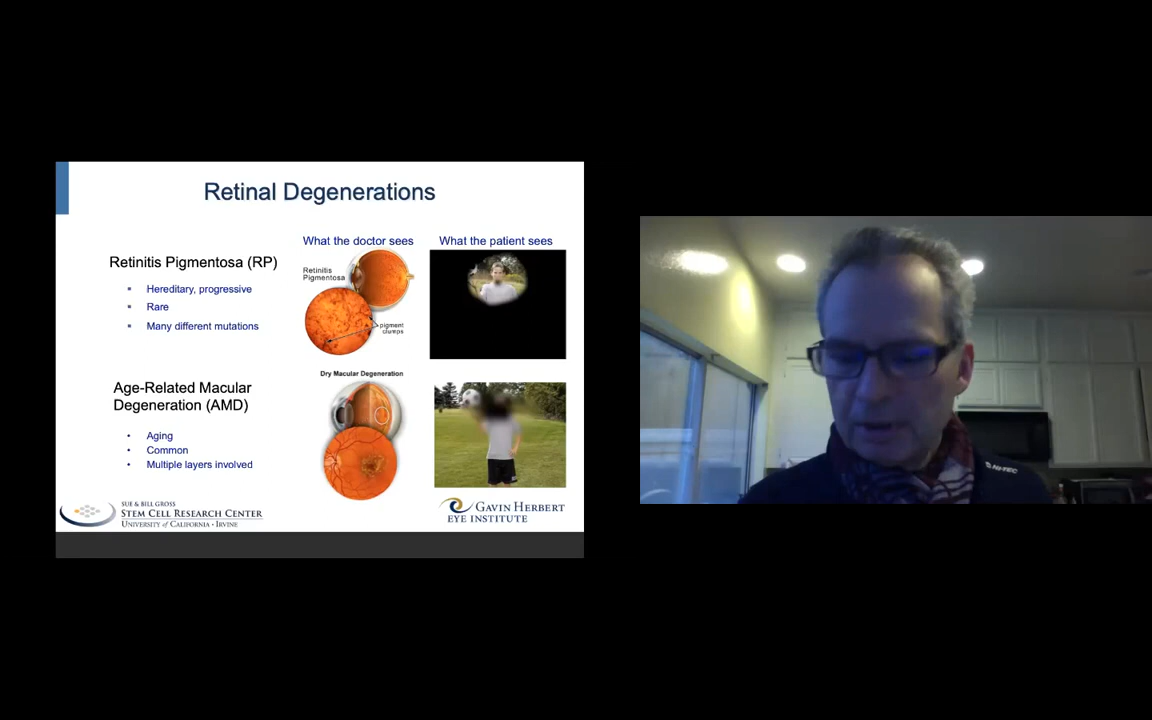 Retinal Degenerations
What the doctor sees
What the patient sees
Retinitis Pigmentosa (RP)
Hereditary, progressive
Rare
Many different mutations
Retinitis
Pigmentosa
pigment
clumps
Age-Related Macular
Degeneration (AMD)
Aging
Common
Multiple layers involved
Dry Macular Degeneration
SUE & BILL GROSS
STEM CELL RESEARCH CENTER
UNIVERSITY of CALIFORNIA • IRVINE
GAVIN HERBERT
EYE INSTITUTE
HI-TEC